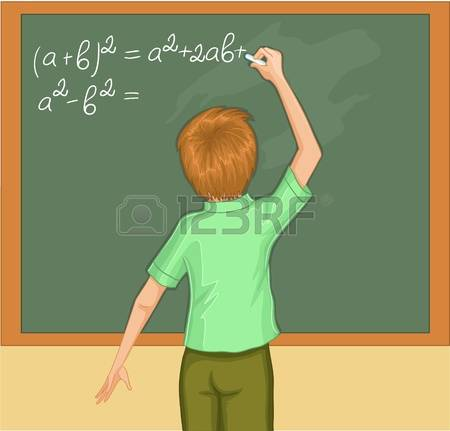 (a+b)² = a²+2ab+
a²-b² =
123RF